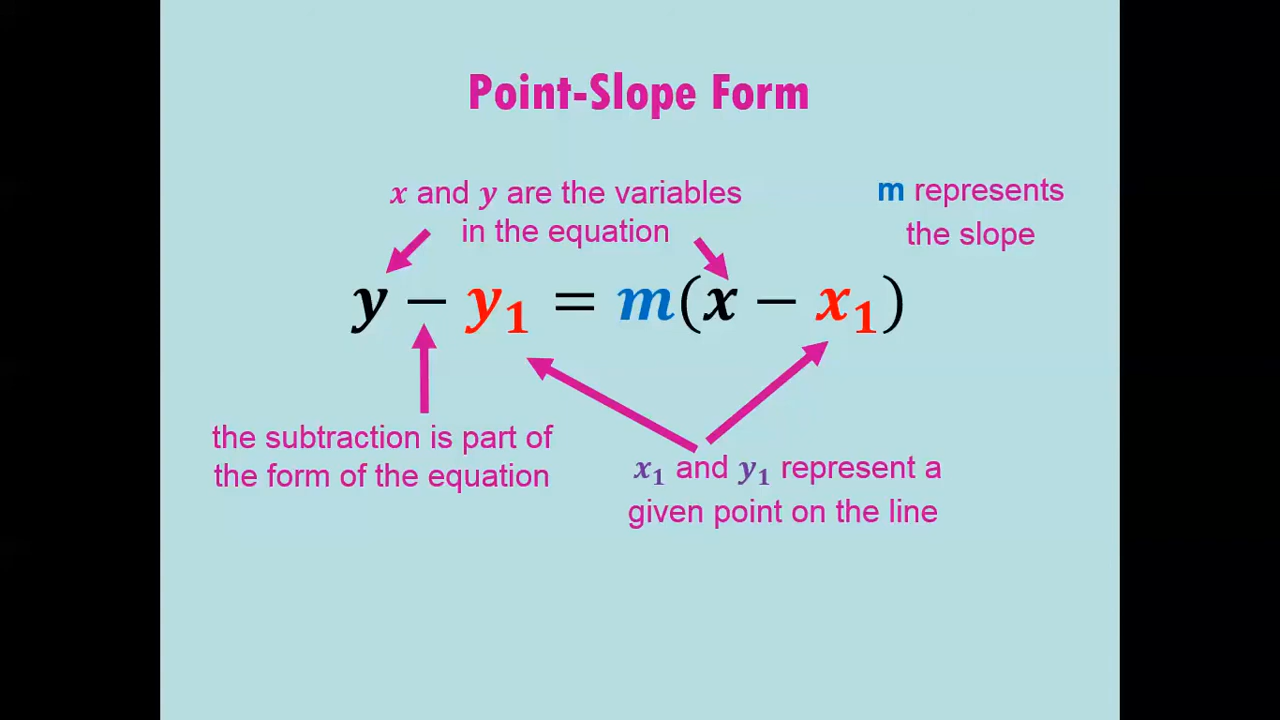 Point-Slope Form
x and y are the variables
in the equation
m represents
the slope
y − y₁ = m(x − x₁)
the subtraction is part of
the form of the equation
x₁ and y₁ represent a
given point on the line